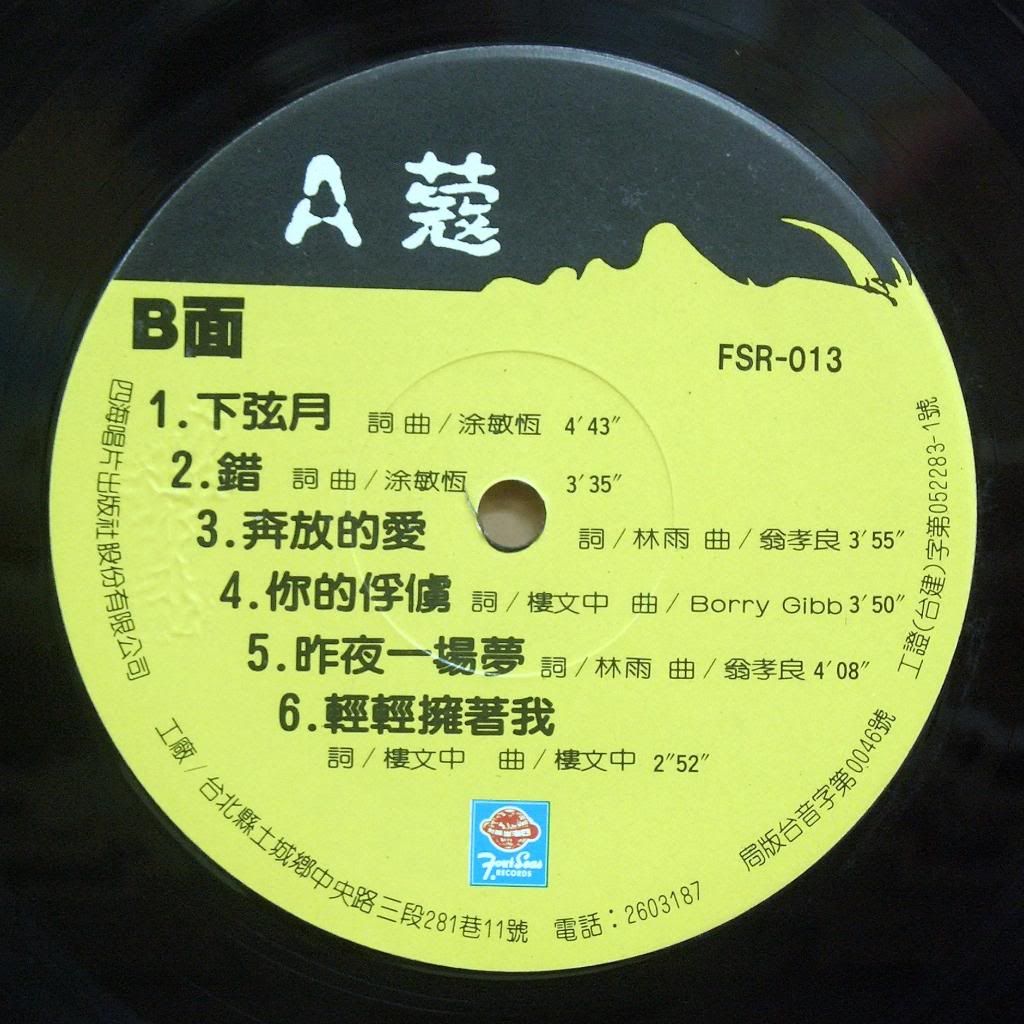 A 蔻
B面
FSR-013
1.下弦月 詞曲/涂敏恆 4'43"
2.錯 詞曲/涂敏恆 3'35"
3.奔放的愛 詞/林雨 曲/翁孝良 3'55"
4.你的俘虜 詞/樓文中 曲/Borry Gibb 3'50"
5.昨夜一場夢 詞/林雨 曲/翁孝良 4'08"
6.輕輕擁著我
詞/樓文中 曲/樓文中 2"52"
Four Seas
RECORDS
四海唱片出版社股份有限公司
工廠/台北縣土城鄉中央路三段281巷11號 電話：2603187
局版台音字第0046號
工證(台建)字第052283-1號